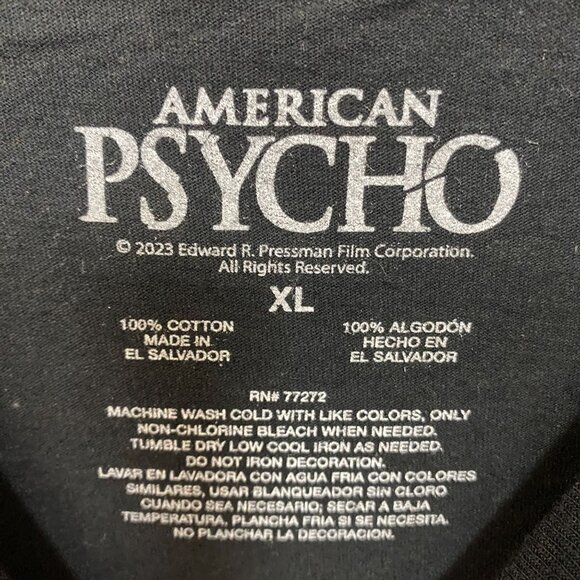 AMERICAN
PSYCHO
© 2023 Edward R. Pressman Film Corporation.
All Rights Reserved.
XL
100% COTTON
MADE IN
EL SALVADOR
100% ALGODÓN
HECHO EN
EL SALVADOR
RN# 77272
MACHINE WASH COLD WITH LIKE COLORS, ONLY
NON-CHLORINE BLEACH WHEN NEEDED.
TUMBLE DRY LOW COOL IRON AS NEEDED.
DO NOT IRON DECORATION.
LAVAR EN LAVADORA CON AGUA FRIA CON COLORES
SIMILARES, USAR BLANQUEADOR SIN CLORO
CUANDO SEA NECESARIO; SECAR A BAJA
TEMPERATURA, PLANCHA FRIA SI SE NECESITA.
NO PLANCHAR LA DECORACION.